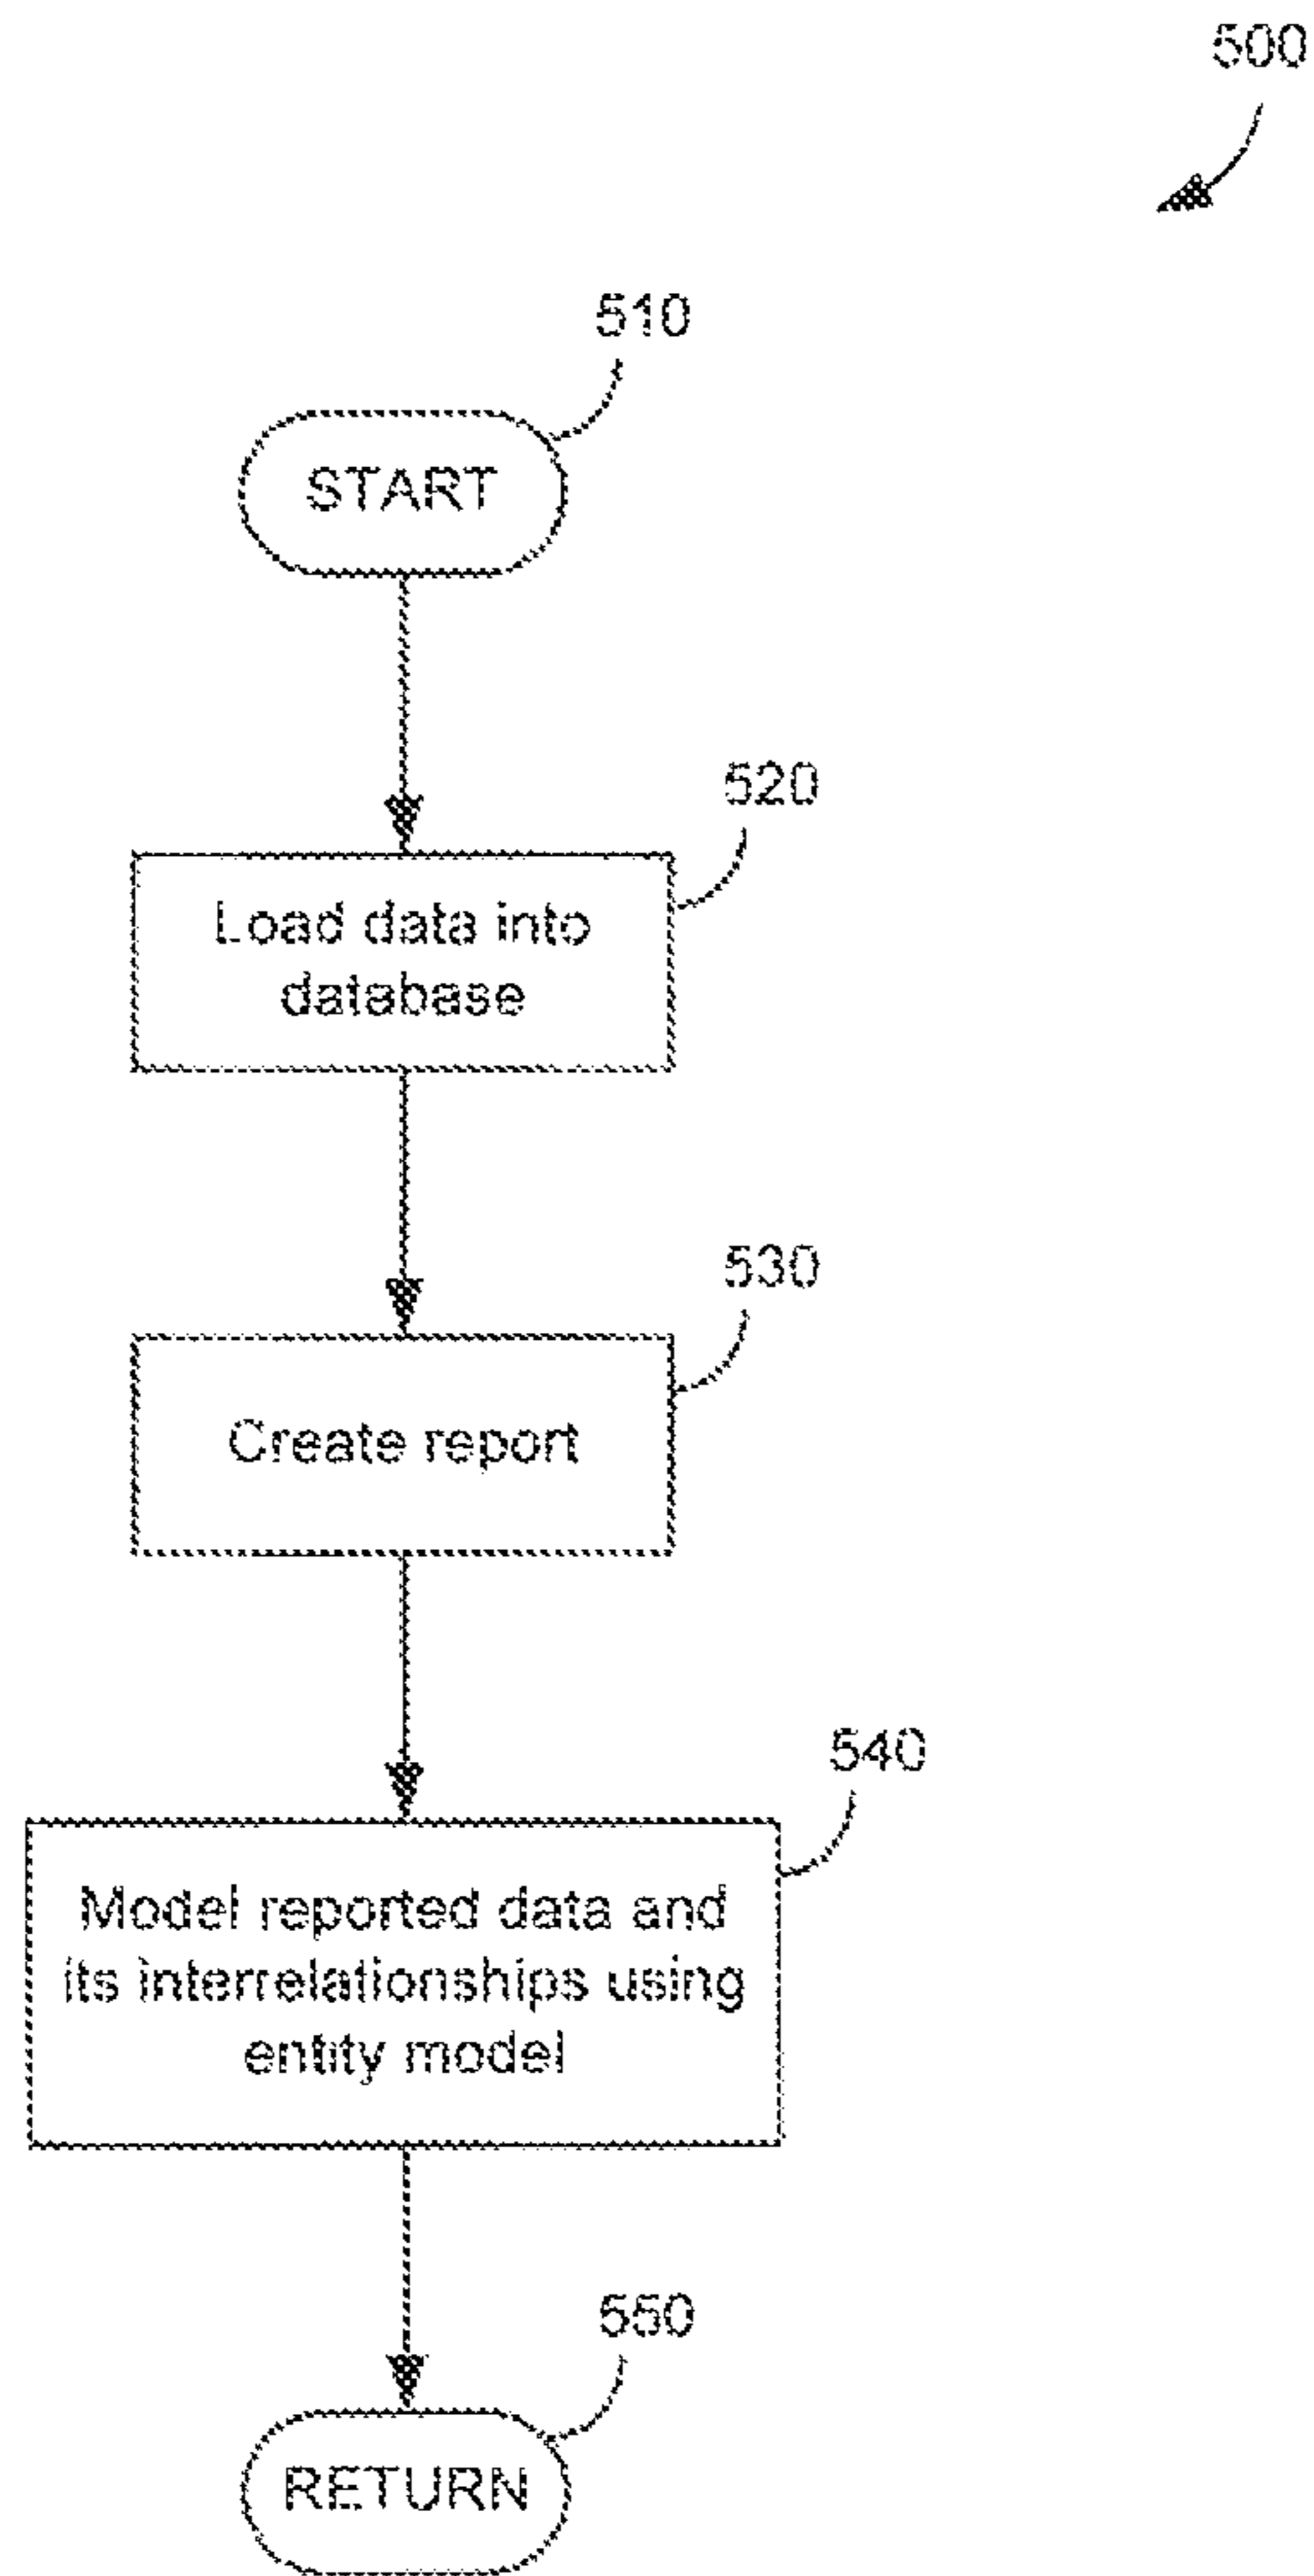 500
510
START
520
Load data into
database
530
Create report
540
Model reported data and
its interrelationships using
entity model
550
RETURN